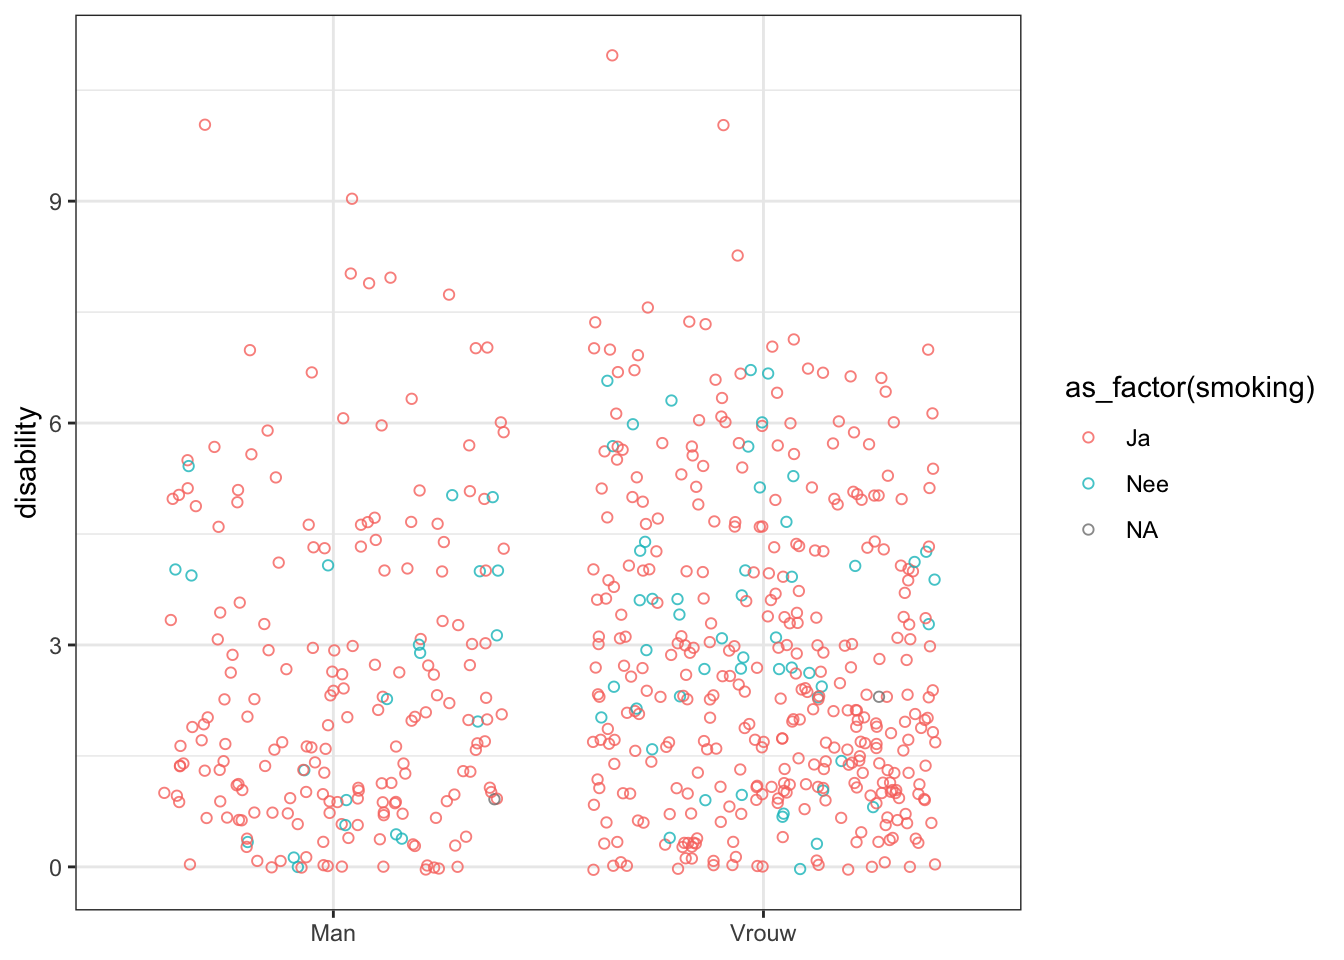 disability
9
6
3
0
Man
Vrouw
as_factor(smoking)
Ja
Nee
NA